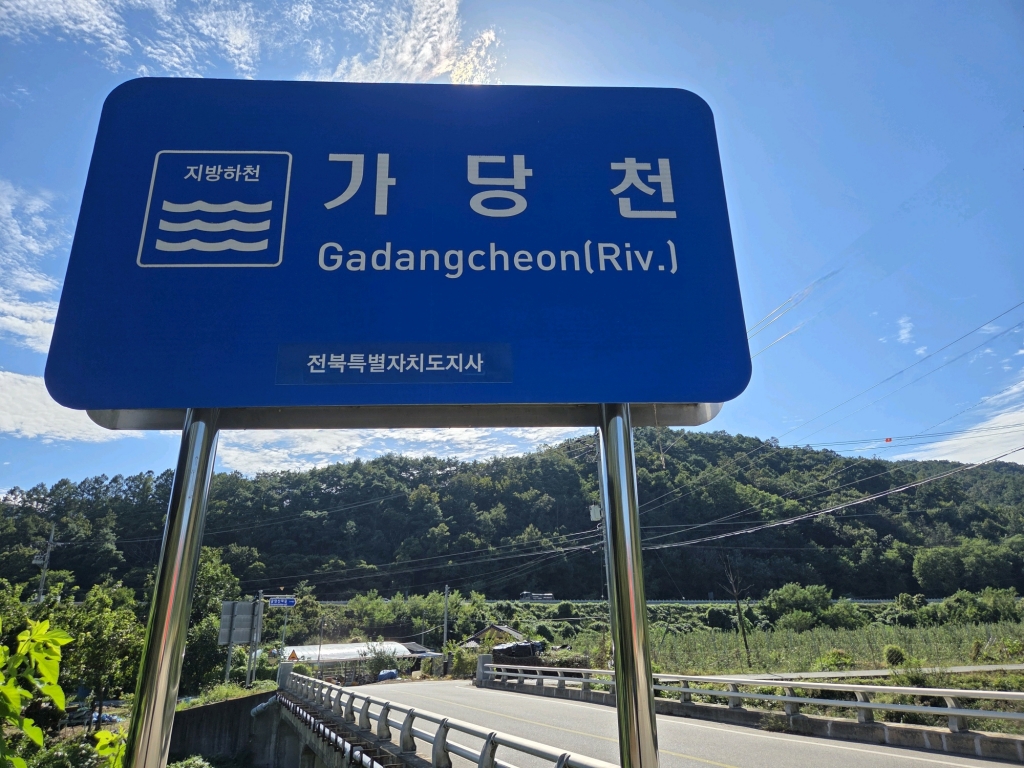 지방하천
가당천
Gadangcheon(Riv.)
전북특별자치도지사